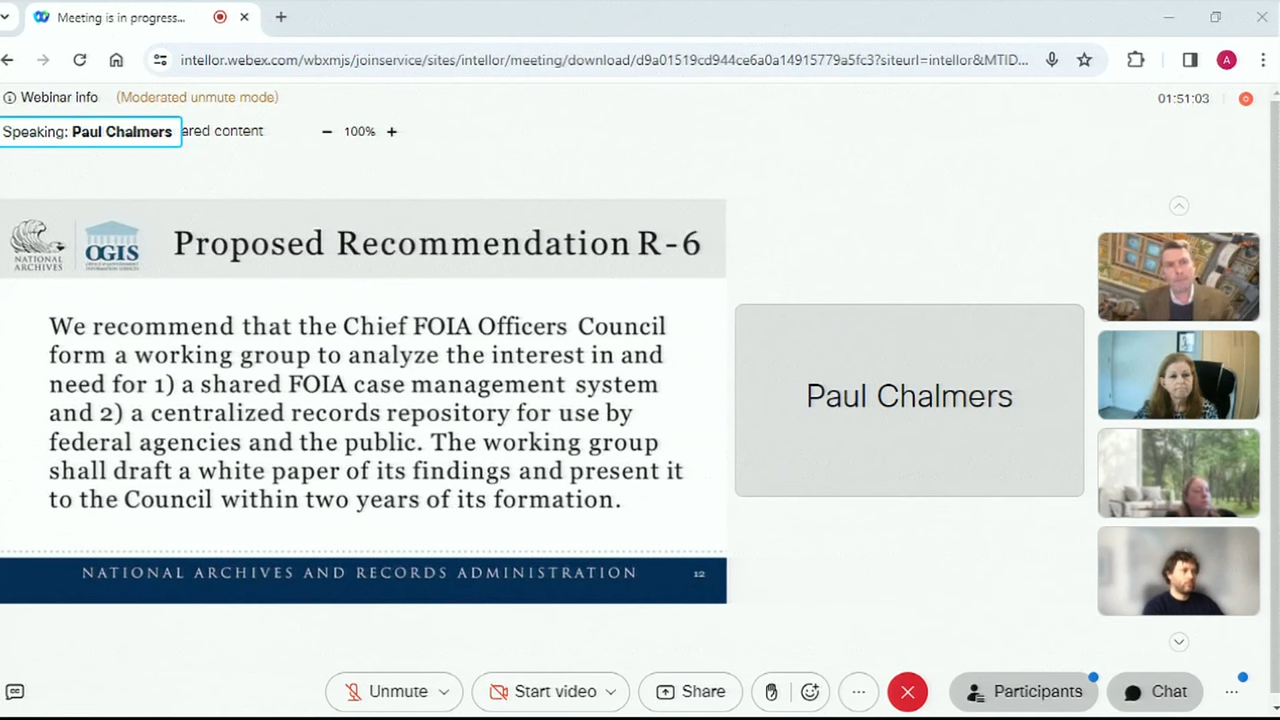 Meeting is in progress...
intellor.webex.com/wbxmjs/joinservice/sites/intellor/meeting/download/d9a01519cd944ce6a0a14915779a5fc3?siteurl=intellor&MTID...
A
Webinar info (Moderated unmute mode)
01:51:03
Speaking: Paul Chalmers
ared content
100%
NATIONAL
ARCHIVES
OGIS
Proposed Recommendation R-6
We recommend that the Chief FOIA Officers Council
form a working group to analyze the interest in and
need for 1) a shared FOIA case management system
and 2) a centralized records repository for use by
federal agencies and the public. The working group
shall draft a white paper of its findings and present it
to the Council within two years of its formation.
NATIONAL ARCHIVES AND RECORDS ADMINISTRATION
12
Paul Chalmers
Unmute
Start video
Share
Participants
Chat